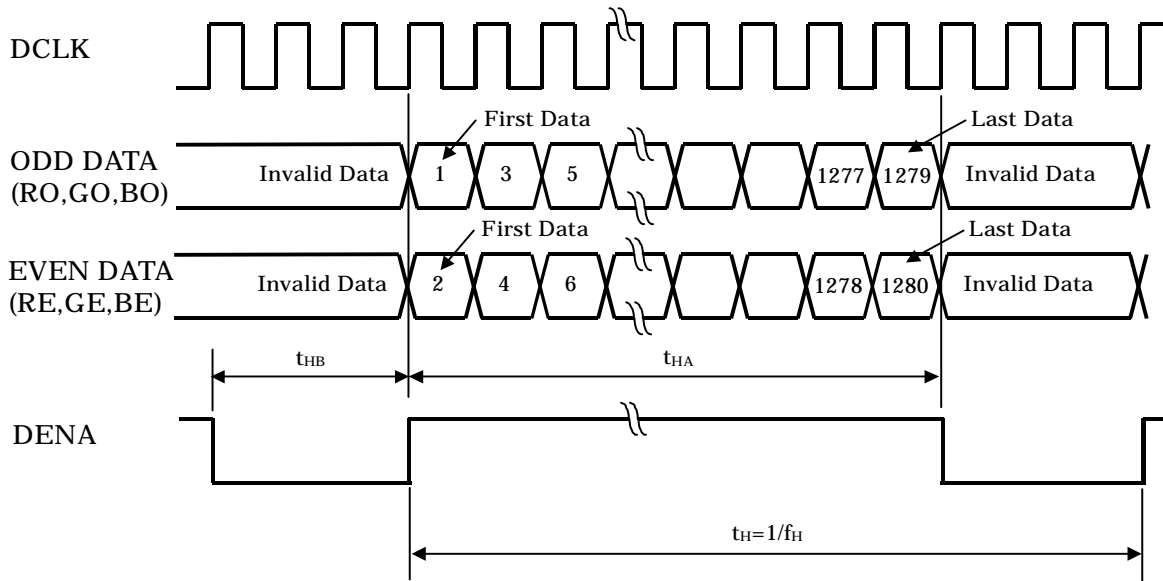 DCLK
First Data
Last Data
ODD DATA
(RO,GO,BO)
Invalid Data
1
3
5
1277
1279
Invalid Data
First Data
Last Data
EVEN DATA
(RE,GE,BE)
Invalid Data
2
4
6
1278
1280
Invalid Data
tHB
tHA
DENA
tH=1/fH